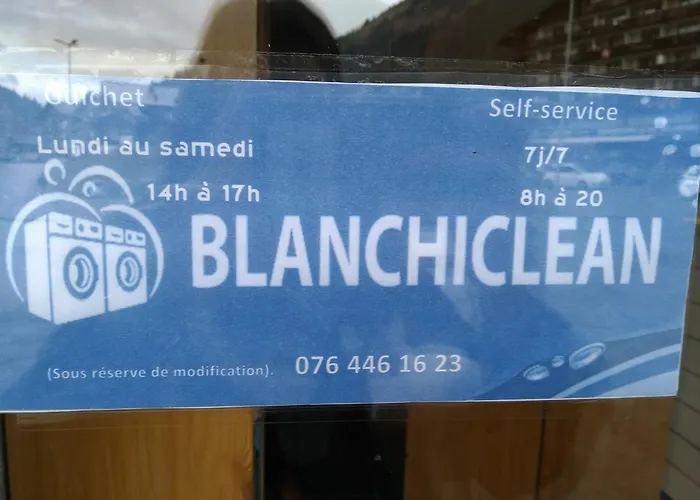 Guichet
Self-service
Lundi au samedi
7j/7
14h à 17h
8h à 20
BLANCHICLEAN
(Sous réserve de modification).
076 446 16 23